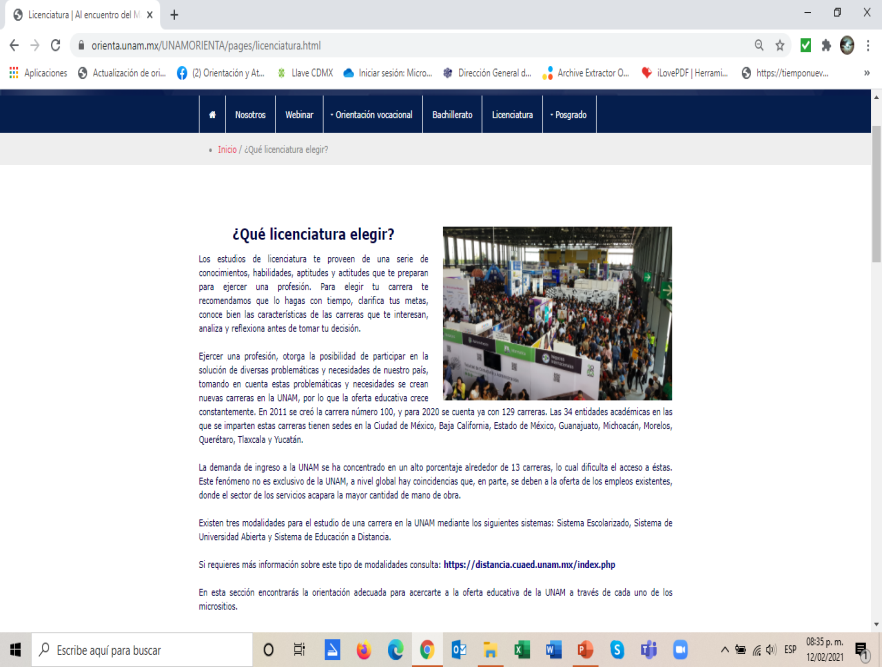 Licenciatura | Al encuentro del M
orienta.unam.mx/UNAMORIENTA/pages/licenciatura.html
Aplicaciones Actualización de ori... (2) Orientación y At... Llave CDMX Iniciar sesión: Micro... Dirección General d... Archive Extractor O... iLovePDF | Herrami... https://tiemponuev... »
Nosotros Webinar - Orientación vocacional Bachillerato Licenciatura - Posgrado
Inicio / ¿Qué licenciatura elegir?
¿Qué licenciatura elegir?
Los estudios de licenciatura te proveen de una serie de
conocimientos, habilidades, aptitudes y actitudes que te preparan
para ejercer una profesión. Para elegir tu carrera te
recomendamos que lo hagas con tiempo, clarifica tus metas,
conoce bien las características de las carreras que te interesan,
analiza y reflexiona antes de tomar tu decisión.
Ejercer una profesión, otorga la posibilidad de participar en la
solución de diversas problemáticas y necesidades de nuestro país,
tomando en cuenta estas problemáticas y necesidades se crean
nuevas carreras en la UNAM, por lo que la oferta educativa crece
constantemente. En 2011 se creó la carrera número 100, y para 2020 se cuenta ya con 129 carreras. Las 34 entidades académicas en las
que se imparten estas carreras tienen sedes en la Ciudad de México, Baja California, Estado de México, Guanajuato, Michoacán, Morelos,
Querétaro, Tlaxcala y Yucatán.
La demanda de ingreso a la UNAM se ha concentrado en un alto porcentaje alrededor de 13 carreras, lo cual dificulta el acceso a éstas.
Este fenómeno no es exclusivo de la UNAM, a nivel global hay coincidencias que, en parte, se deben a la oferta de los empleos existentes,
donde el sector de los servicios acapara la mayor cantidad de mano de obra.
Existen tres modalidades para el estudio de una carrera en la UNAM mediante los siguientes sistemas: Sistema Escolarizado, Sistema de
Universidad Abierta y Sistema de Educación a Distancia.
Si requieres más información sobre este tipo de modalidades consulta: https://distancia.cuaed.unam.mx/index.php
En esta sección encontrarás la orientación adecuada para acercarte a la oferta educativa de la UNAM a través de cada uno de los
micrositios.
Escribe aquí para buscar
ESP
08:35 p. m.
12/02/2021